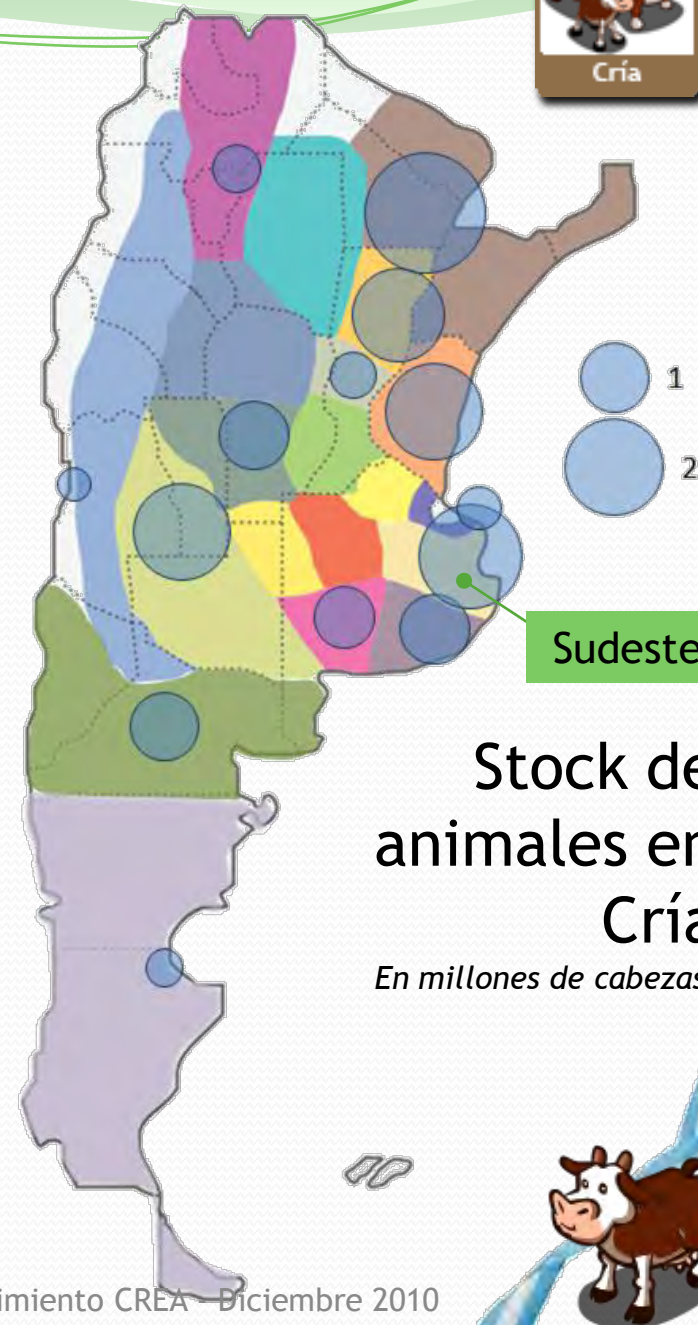 Cría
1
2
Sudeste
Stock de
animales en
Cría
En millones de cabezas
imiento CREA - Diciembre 2010